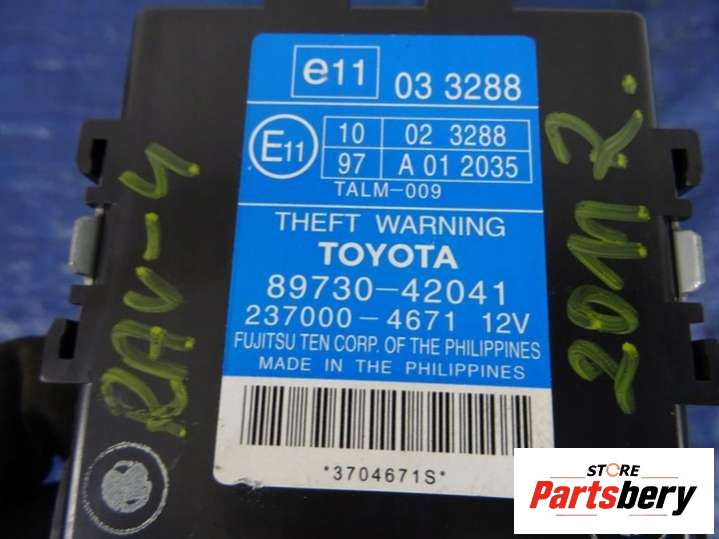 e11 03 3288
E11 10 02 3288
97 A 01 2035
TALM-009
THEFT WARNING
TOYOTA
89730-42041
237000-4671 12V
FUJITSU TEN CORP. OF THE PHILIPPINES
MADE IN THE PHILIPPINES
*3704671S*
RAV-4
2011 R.
STORE
Partsbery